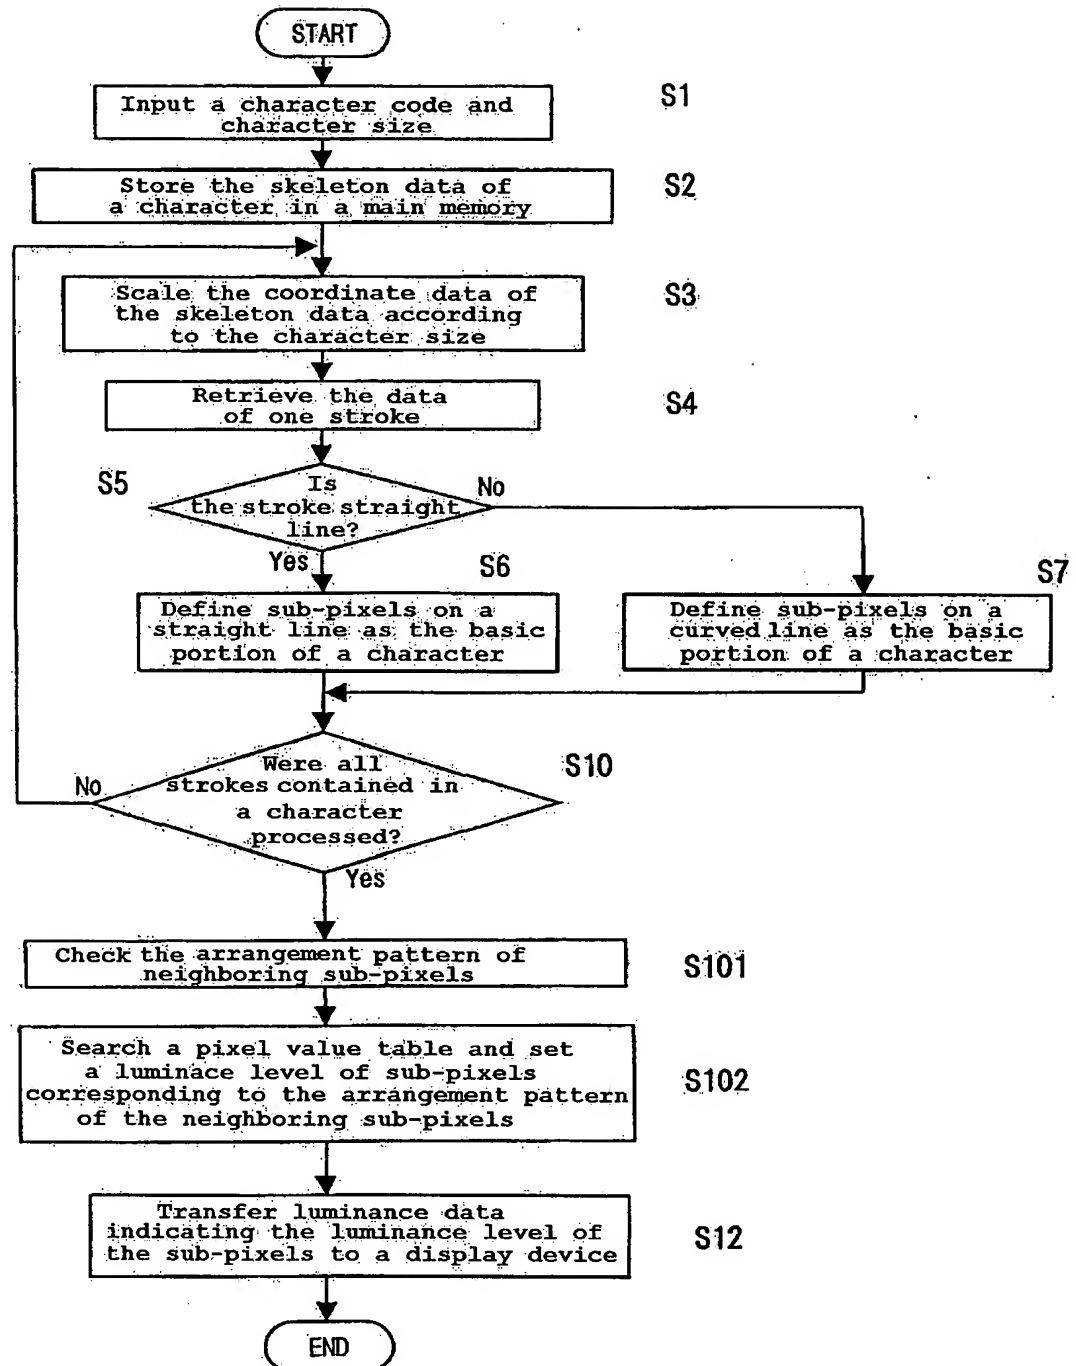 START
Input a character code and
character size
S1
Store the skeleton data of
a character in a main memory
S2
Scale the coordinate data of
the skeleton data according
to the character size
S3
Retrieve the data
of one stroke
S4
S5
Is
the stroke straight
line?
No
Yes
S6
S7
Define sub-pixels on a
straight line as the basic
portion of a character
Define sub-pixels on a
curved line as the basic
portion of a character
Were all
strokes contained in
a character
processed?
S10
No
Yes
Check the arrangement pattern of
neighboring sub-pixels
S101
Search a pixel value table and set
a luminace level of sub-pixels
corresponding to the arrangement pattern
of the neighboring sub-pixels
S102
Transfer luminance data
indicating the luminance level of
the sub-pixels to a display device
S12
END